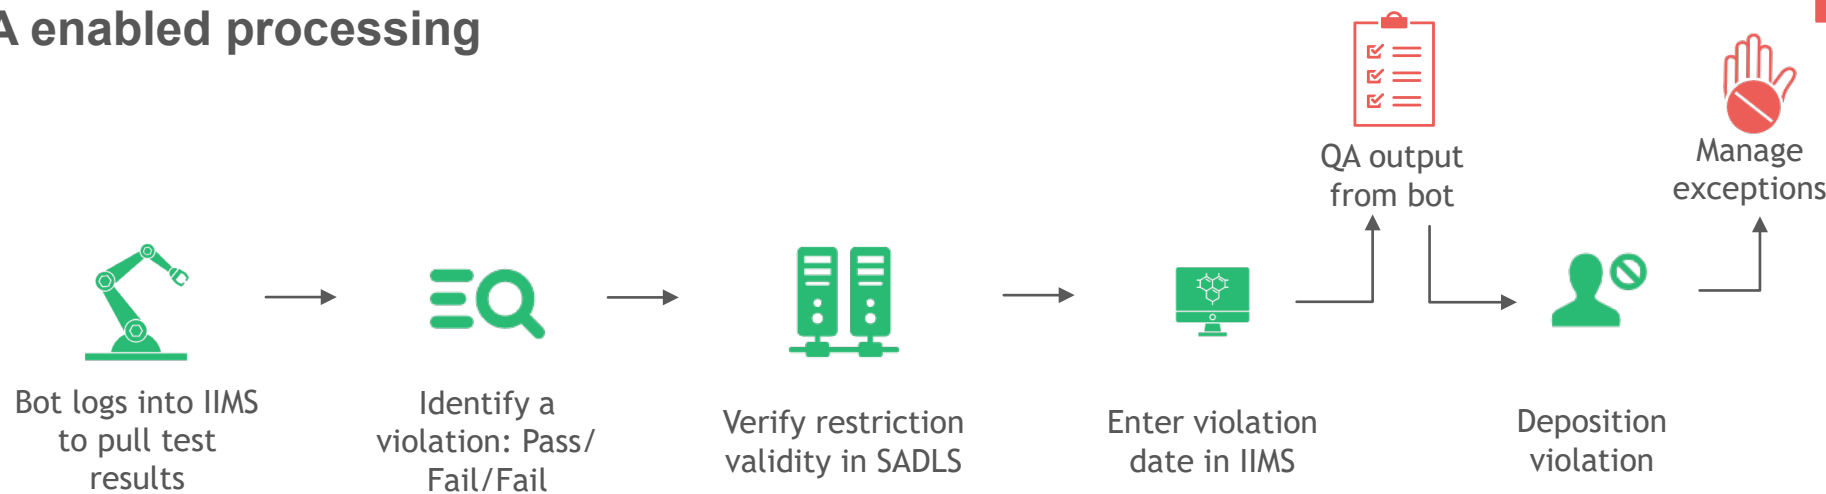 A enabled processing
QA output
from bot
Manage
exceptions
Bot logs into IIMS
to pull test
results
Identify a
violation: Pass/
Fail/Fail
Verify restriction
validity in SADLS
Enter violation
date in IIMS
Deposition
violation